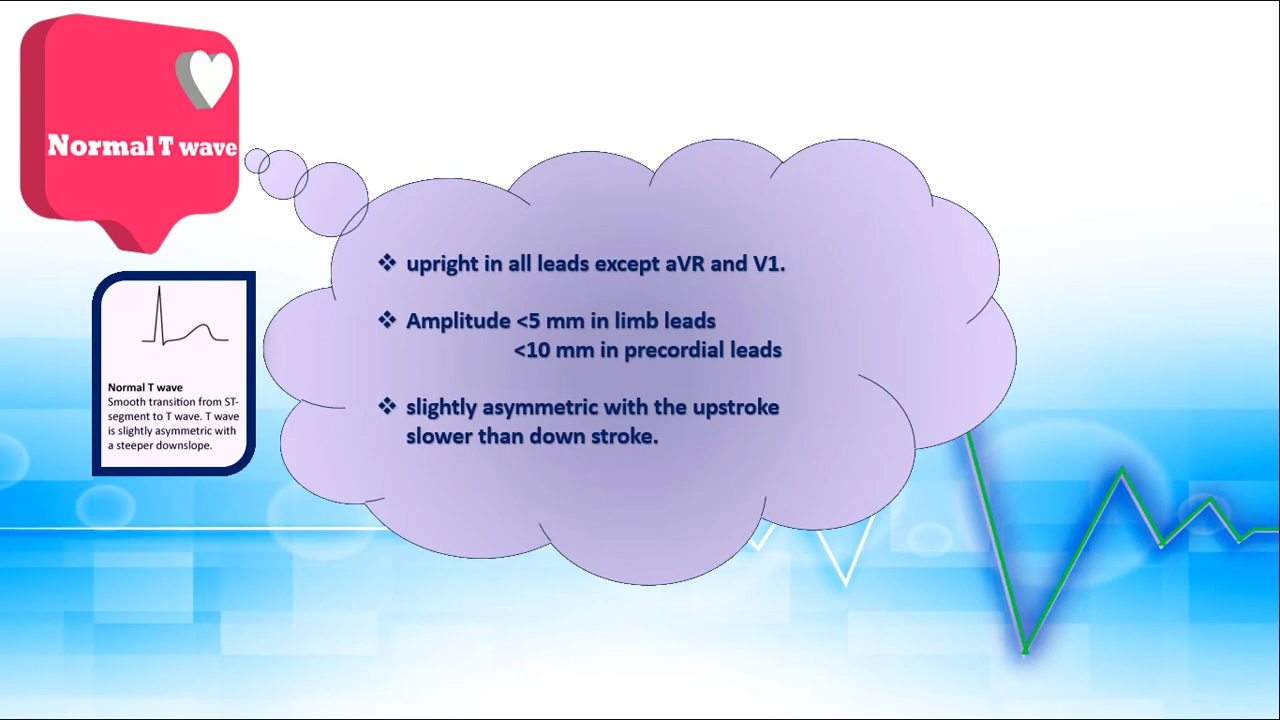 Normal T wave
upright in all leads except aVR and V1.
Amplitude <5 mm in limb leads
<10 mm in precordial leads
slightly asymmetric with the upstroke
slower than down stroke.
Normal T wave
Smooth transition from ST-
segment to T wave. T wave
is slightly asymmetric with
a steeper downslope.